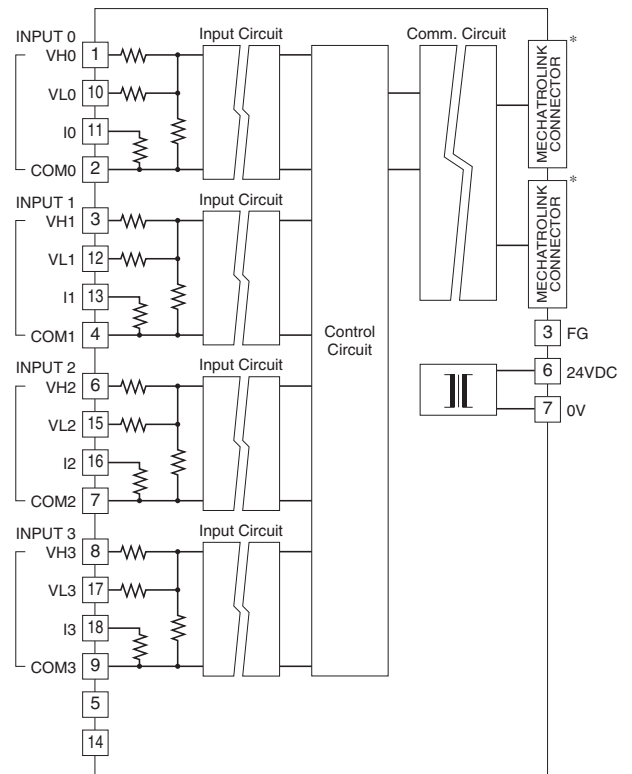 INPUT 0
Input Circuit
Comm. Circuit
*
VH0 1
VL0 10
I0 11
COM0 2
MECHATROLINK
CONNECTOR
INPUT 1
Input Circuit
*
VH1 3
VL1 12
I1 13
COM1 4
MECHATROLINK
CONNECTOR
Control
Circuit
3 FG
INPUT 2
Input Circuit
6 24VDC
VH2 6
7 0V
VL2 15
I2 16
COM2 7
INPUT 3
Input Circuit
VH3 8
VL3 17
I3 18
COM3 9
5
14